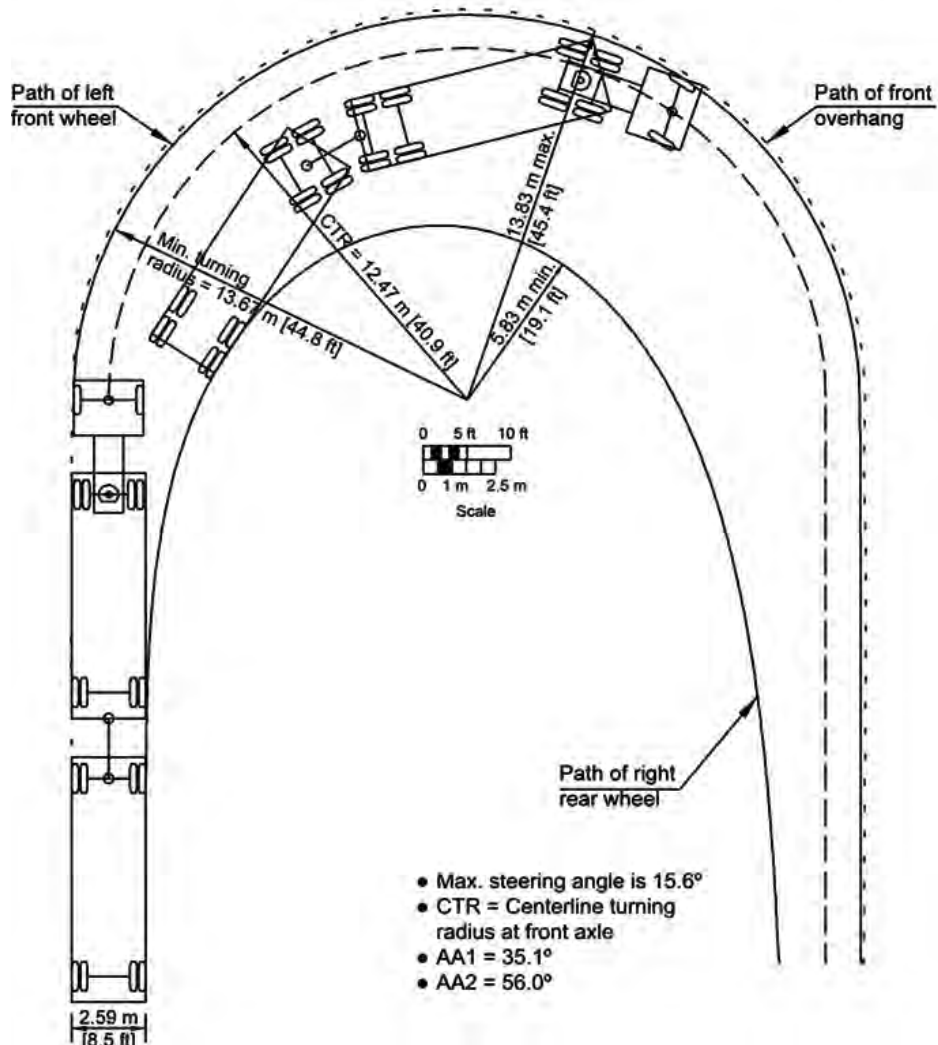 Path of left
front wheel
Path of front
overhang
13.83 m max.
[45.4 ft]
Min. turning
radius = 13.67 m [44.8 ft]
CTR = 12.47 m [40.9 ft]
5.83 m min.
[19.1 ft]
0 5 ft 10 ft
0 1 m 2.5 m
Scale
Path of right
rear wheel
● Max. steering angle is 15.6º
● CTR = Centerline turning
radius at front axle
● AA1 = 35.1º
● AA2 = 56.0º
2.59 m
[8.5 ft]